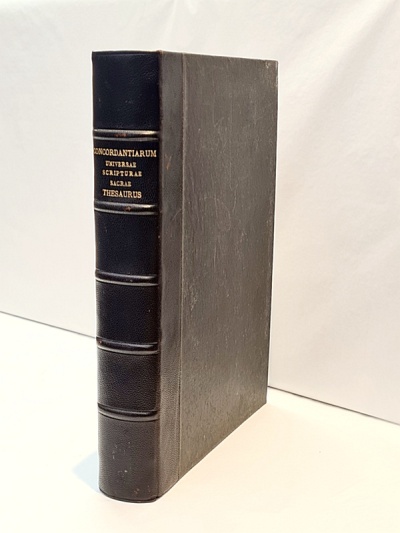 CONCORDANTIARUM
UNIVERSAE
SCRIPTURAE
SACRAE
THESAURUS